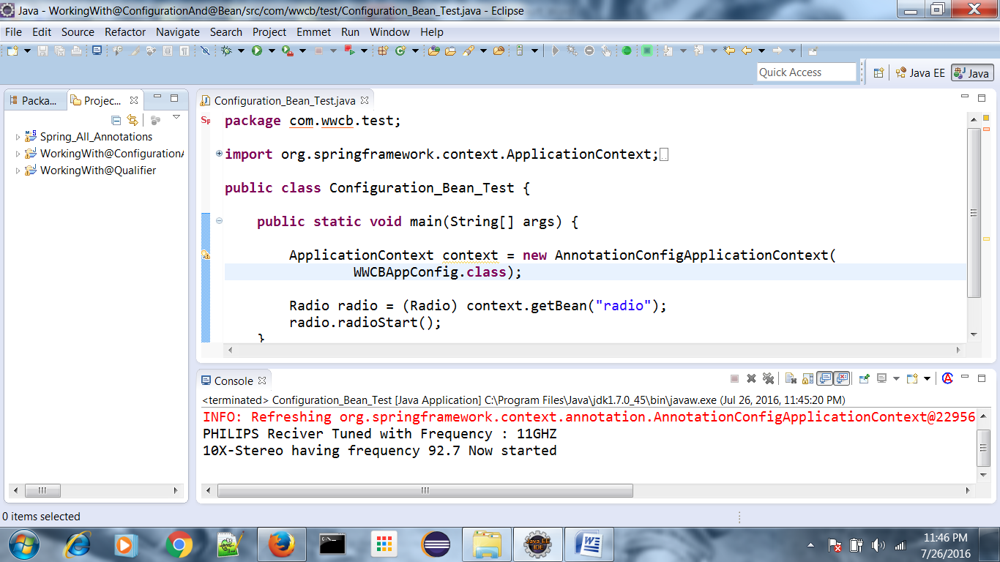 Java - WorkingWith@ConfigurationAnd@Bean/src/com/wwcb/test/Configuration_Bean_Test.java - Eclipse
File Edit Source Refactor Navigate Search Project Emmet Run Window Help
Quick Access
Java EE
Java
Packa...
Projec...
Spring_All_Annotations
WorkingWith@Configuration
WorkingWith@Qualifier
Configuration_Bean_Test.java
package com.wwcb.test;
import org.springframework.context.ApplicationContext;
public class Configuration_Bean_Test {
public static void main(String[] args) {
ApplicationContext context = new AnnotationConfigApplicationContext(
WWCBAppConfig.class);
Radio radio = (Radio) context.getBean("radio");
radio.radioStart();
}
Console
<terminated> Configuration_Bean_Test [Java Application] C:\Program Files\Java\jdk1.7.0_45\bin\javaw.exe (Jul 26, 2016, 11:45:20 PM)
INFO: Refreshing org.springframework.context.annotation.AnnotationConfigApplicationContext@22956
PHILIPS Reciver Tuned with Frequency : 11GHZ
10X-Stereo having frequency 92.7 Now started
0 items selected
Java EE
IDE
11:46 PM
7/26/2016